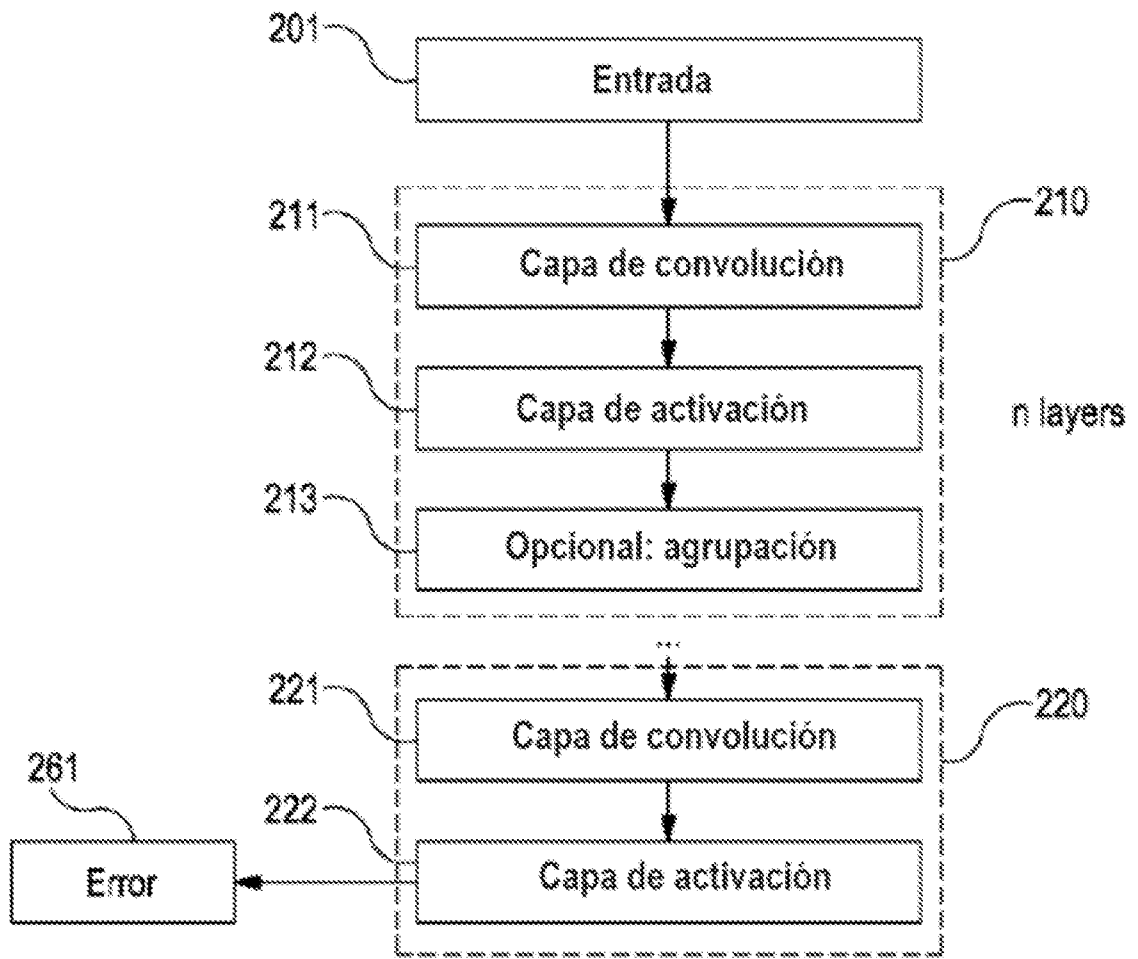 201
Entrada
211
210
Capa de convolución
212
Capa de activación
n layers
213
Opcional: agrupación
...
221
220
Capa de convolución
261
222
Error
Capa de activación